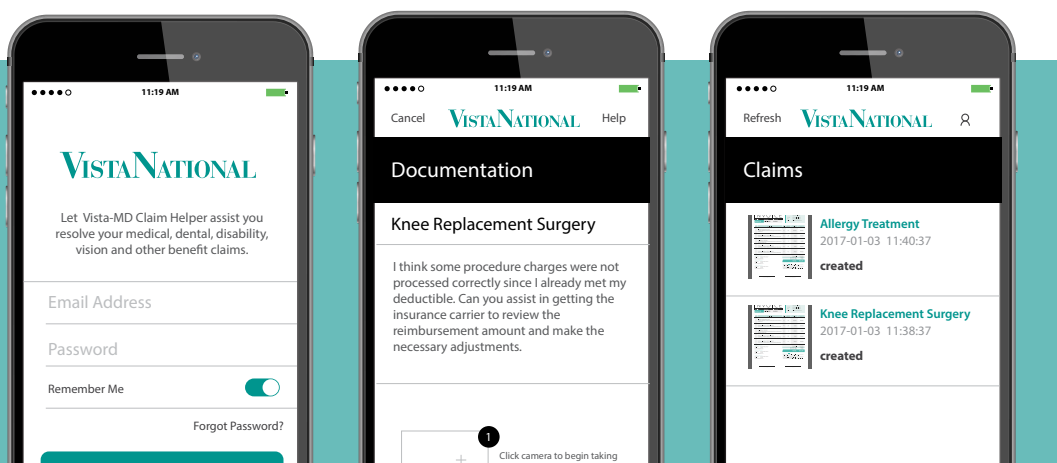 11:19 AM
VISTANATIONAL
Let Vista-MD Claim Helper assist you
resolve your medical, dental, disability,
vision and other benefit claims.
Email Address
Password
Remember Me
Forgot Password?
11:19 AM
Cancel
VISTANATIONAL
Help
Documentation
Knee Replacement Surgery
I think some procedure charges were not
processed correctly since I already met my
deductible. Can you assist in getting the
insurance carrier to review the
reimbursement amount and make the
necessary adjustments.
1
Click camera to begin taking
11:19 AM
Refresh
VISTANATIONAL
Claims
Allergy Treatment
2017-01-03 11:40:37
created
Knee Replacement Surgery
2017-01-03 11:38:37
created